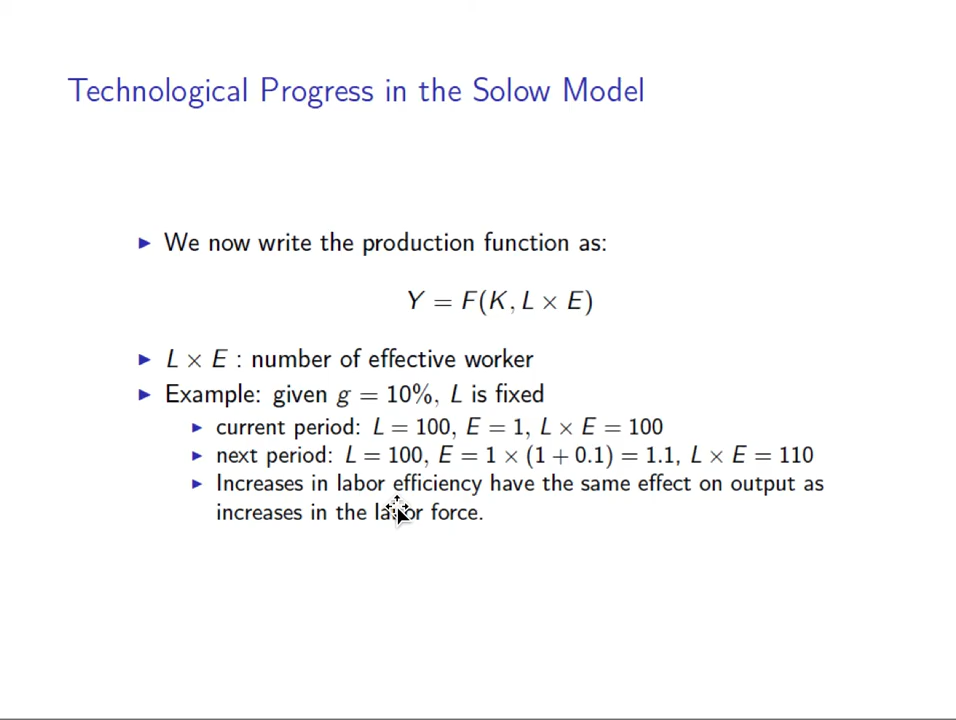 Technological Progress in the Solow Model
▶ We now write the production function as:
Y = F(K, L × E)
▶ L × E : number of effective worker
▶ Example: given g = 10%, L is fixed
▶ current period: L = 100, E = 1, L × E = 100
▶ next period: L = 100, E = 1 × (1 + 0.1) = 1.1, L × E = 110
▶ Increases in labor efficiency have the same effect on output as
increases in the labor force.